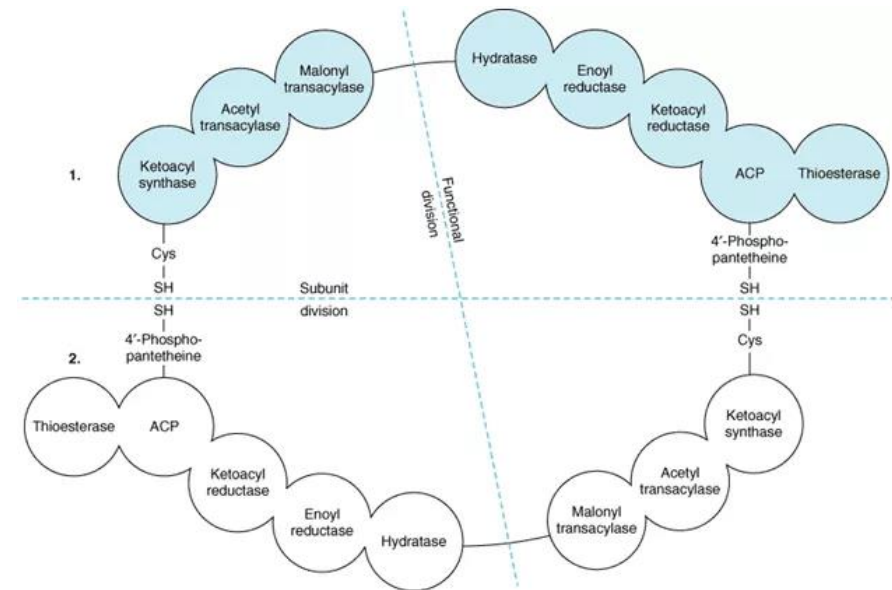 Malonyl
transacylase
Acetyl
transacylase
Ketoacyl
synthase
1.
Cys
SH
Hydratase
Enoyl
reductase
Ketoacyl
reductase
ACP
Thioesterase
4′-Phospho-
pantetheine
SH
Functional
division
Subunit
division
SH
4′-Phospho-
pantetheine
2.
Thioesterase
ACP
Ketoacyl
reductase
Enoyl
reductase
Hydratase
SH
Cys
Ketoacyl
synthase
Acetyl
transacylase
Malonyl
transacylase